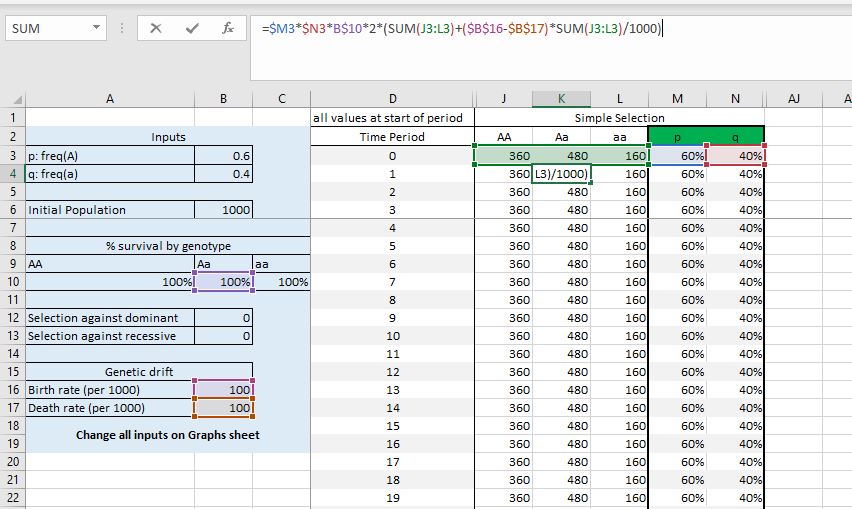 SUM fx =$M3*$N3*B$10*2*(SUM(J3:L3)+($B$16-$B$17)*SUM(J3:L3)/1000)
A B C D J K L M N AJ A
1 all values at start of period Simple Selection
2 Inputs Time Period AA Aa aa p q
3 p: freq(A) 0.6 0 360 480 160 60% 40%
4 q: freq(a) 0.4 1 360 L3)/1000) 160 60% 40%
5 2 360 480 160 60% 40%
6 Initial Population 1000 3 360 480 160 60% 40%
7 4 360 480 160 60% 40%
8 % survival by genotype 5 360 480 160 60% 40%
9 AA Aa aa 6 360 480 160 60% 40%
10 100% 100% 100% 7 360 480 160 60% 40%
11 8 360 480 160 60% 40%
12 Selection against dominant 0 9 360 480 160 60% 40%
13 Selection against recessive 0 10 360 480 160 60% 40%
14 11 360 480 160 60% 40%
15 Genetic drift 12 360 480 160 60% 40%
16 Birth rate (per 1000) 100 13 360 480 160 60% 40%
17 Death rate (per 1000) 100 14 360 480 160 60% 40%
18 15 360 480 160 60% 40%
Change all inputs on Graphs sheet
19 16 360 480 160 60% 40%
20 17 360 480 160 60% 40%
21 18 360 480 160 60% 40%
22 19 360 480 160 60% 40%